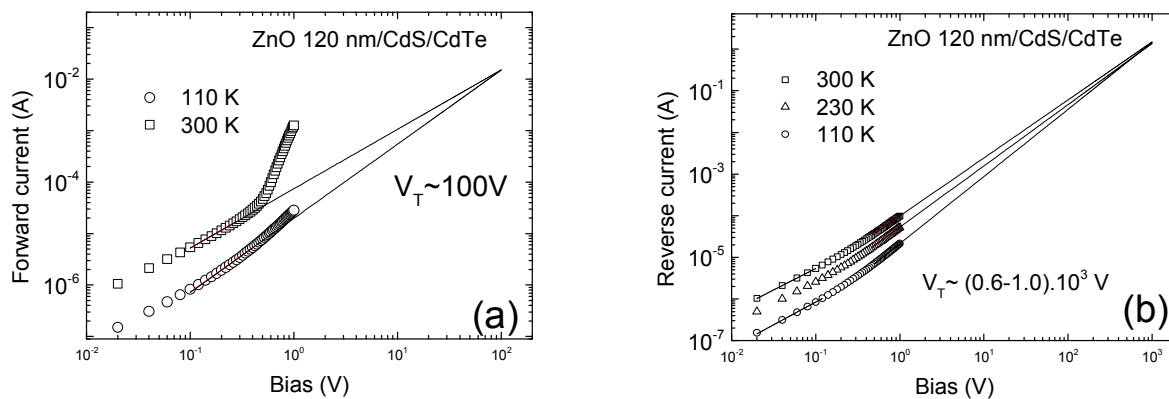 ZnO 120 nm/CdS/CdTe
110 K
300 K
V_T~100V
(a)
Forward current (A)
10^-2
10^-4
10^-6
10^-2
10^-1
10^0
10^1
10^2
Bias (V)
ZnO 120 nm/CdS/CdTe
300 K
230 K
110 K
V_T~ (0.6-1.0).10^3 V
(b)
Reverse current (A)
10^-1
10^-3
10^-5
10^-7
10^-2
10^-1
10^0
10^1
10^2
10^3
Bias (V)